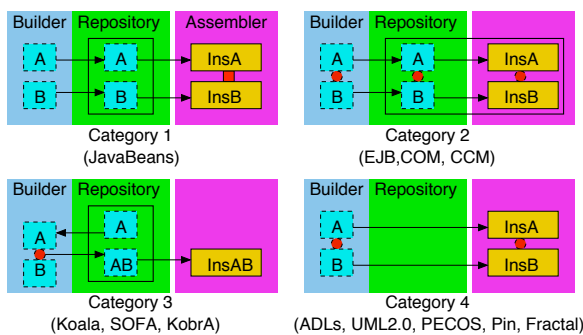 Builder Repository Assembler
A A InsA
B B InsB
Category 1
(JavaBeans)
Builder Repository
A A InsA
B B InsB
Category 2
(EJB,COM, CCM)
Builder Repository
A A
B AB InsAB
Category 3
(Koala, SOFA, KobrA)
Builder Repository
A InsA
B InsB
Category 4
(ADLs, UML2.0, PECOS, Pin, Fractal)